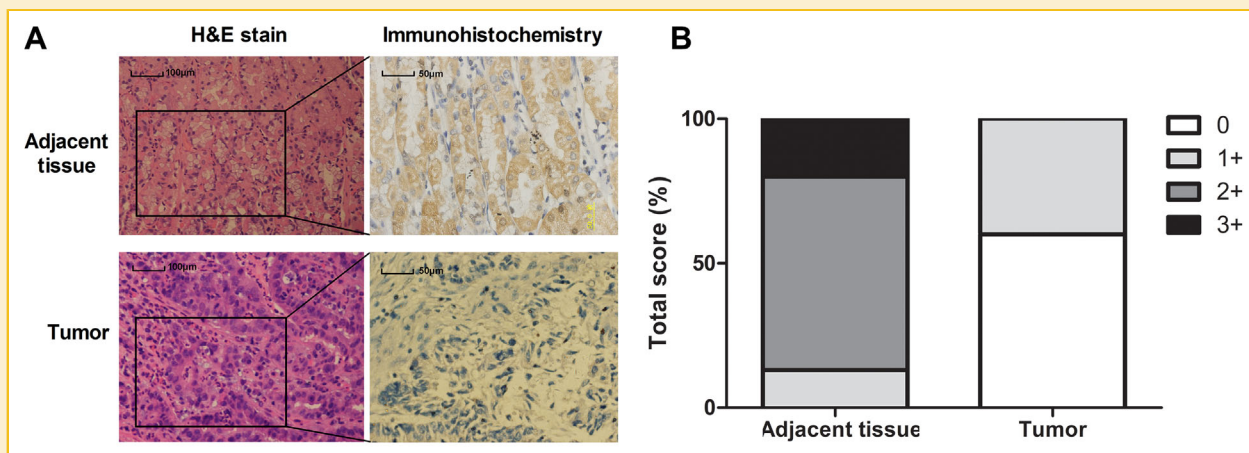 A
H&E stain
Immunohistochemistry
Adjacent
tissue
100μm
50μm
Tumor
100μm
50μm
B
Total score (%)
100
50
0
Adjacent tissue
Tumor
0
1+
2+
3+